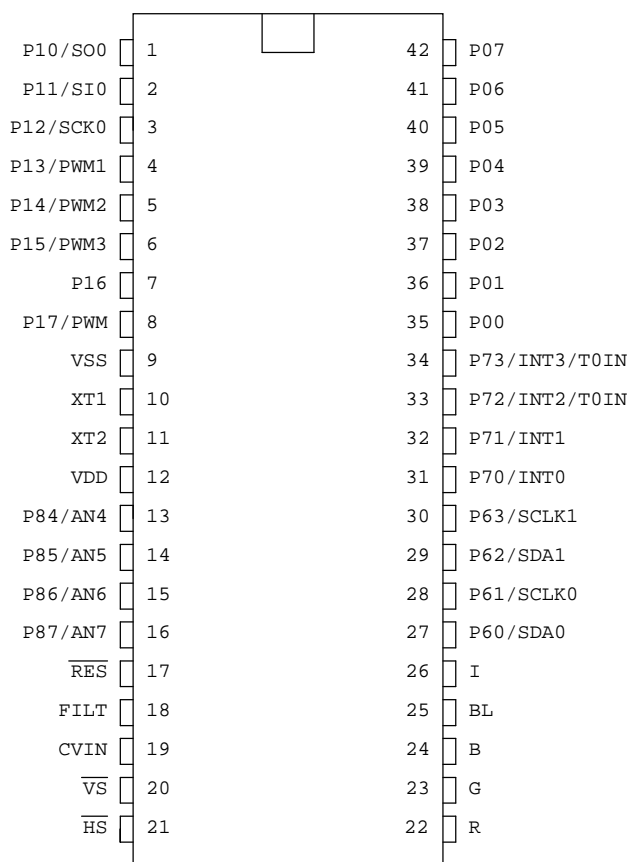 P10/SO0 1 42 P07
P11/SI0 2 41 P06
P12/SCK0 3 40 P05
P13/PWM1 4 39 P04
P14/PWM2 5 38 P03
P15/PWM3 6 37 P02
P16 7 36 P01
P17/PWM 8 35 P00
VSS 9 34 P73/INT3/T0IN
XT1 10 33 P72/INT2/T0IN
XT2 11 32 P71/INT1
VDD 12 31 P70/INT0
P84/AN4 13 30 P63/SCLK1
P85/AN5 14 29 P62/SDA1
P86/AN6 15 28 P61/SCLK0
P87/AN7 16 27 P60/SDA0
R̅E̅S̅ 17 26 I
FILT 18 25 BL
CVIN 19 24 B
V̅S̅ 20 23 G
H̅S̅ 21 22 R